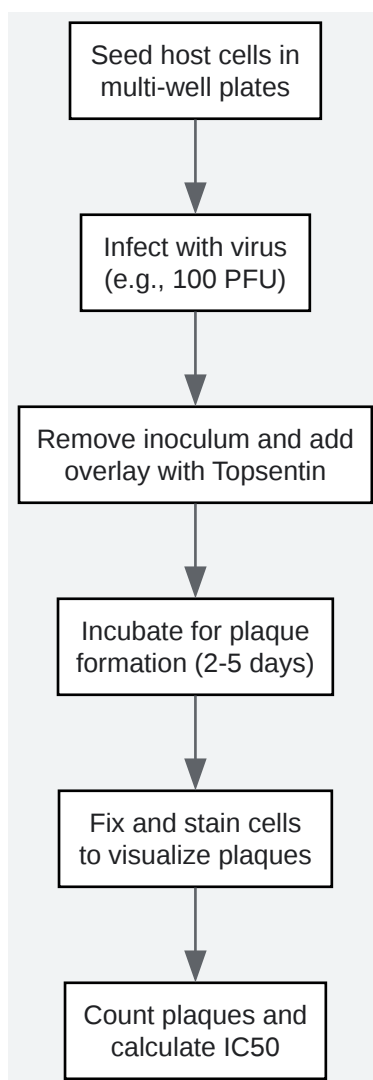 Seed host cells in
multi-well plates
Infect with virus
(e.g., 100 PFU)
Remove inoculum and add
overlay with Topsentin
Incubate for plaque
formation (2-5 days)
Fix and stain cells
to visualize plaques
Count plaques and
calculate IC50